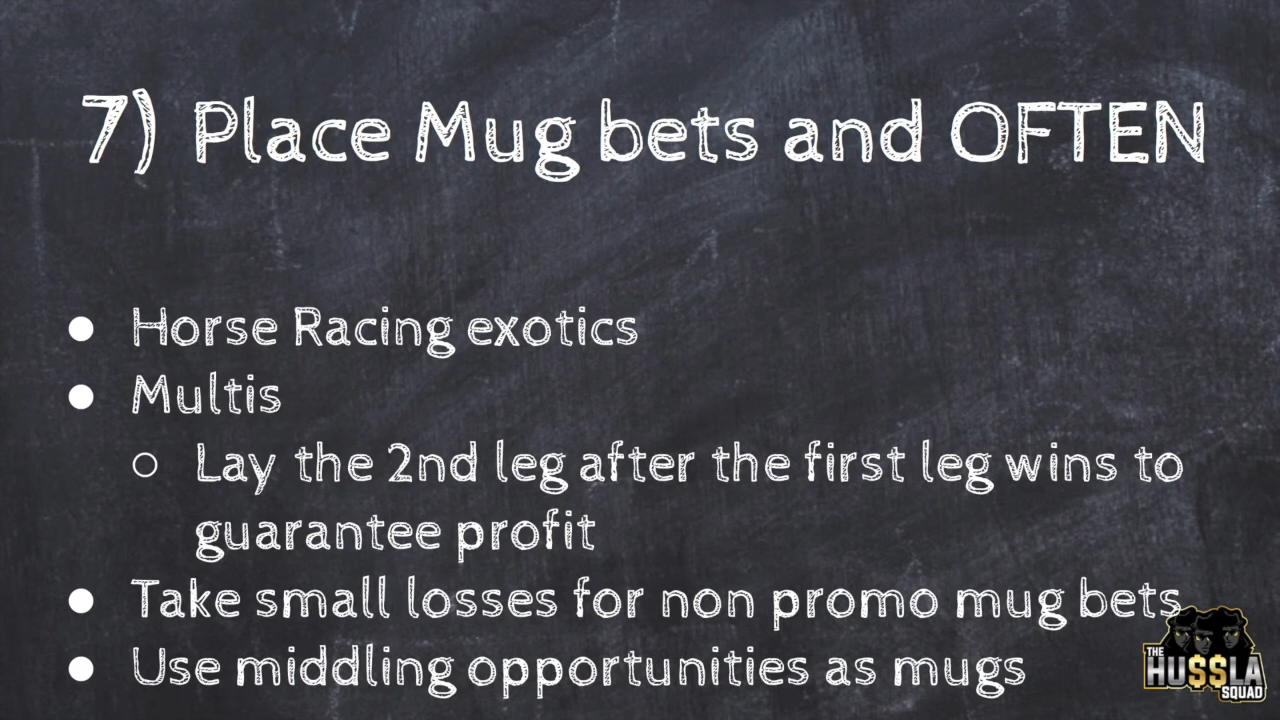 7) Place Mug bets and OFTEN
● Horse Racing exotics
● Multis
○ Lay the 2nd leg after the first leg wins to
guarantee profit
● Take small losses for non promo mug bets
● Use middling opportunities as mugs
THE
HU$$LA
SQUAD